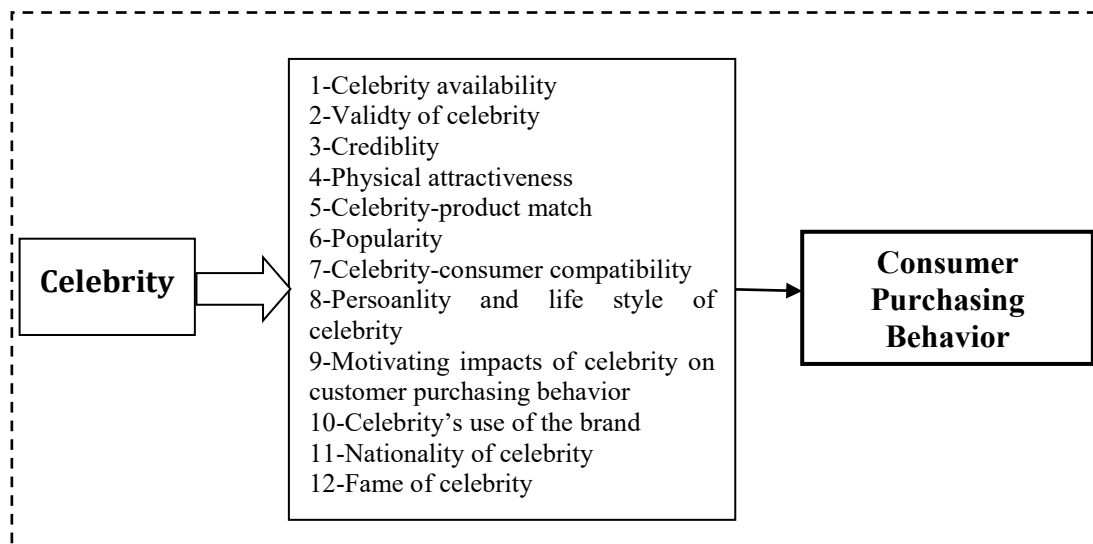 1-Celebrity availability
2-Validty of celebrity
3-Crediblity
4-Physical attractiveness
5-Celebrity-product match
6-Popularity
7-Celebrity-consumer compatibility
8-Persoanlity and life style of
celebrity
9-Motivating impacts of celebrity on
customer purchasing behavior
10-Celebrity’s use of the brand
11-Nationality of celebrity
12-Fame of celebrity
Celebrity
Consumer
Purchasing
Behavior